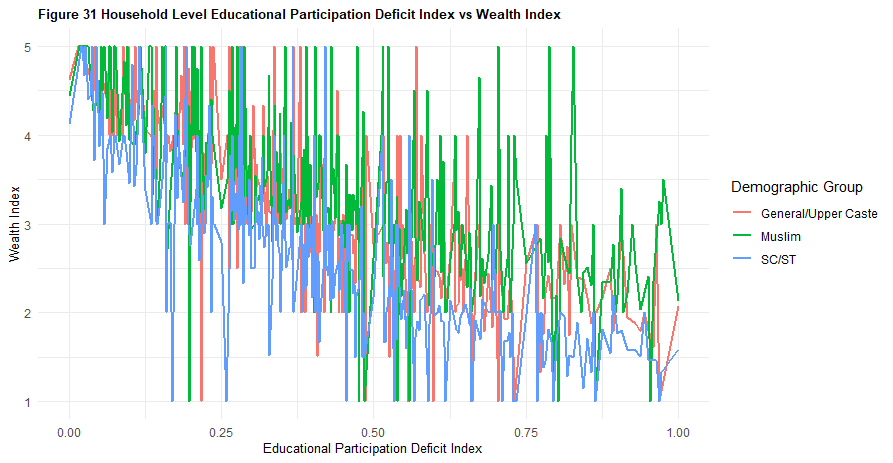 Figure 31 Household Level Educational Participation Deficit Index vs Wealth Index
5
4
3
2
1
Wealth Index
0.00 0.25 0.50 0.75 1.00
Educational Participation Deficit Index
Demographic Group
General/Upper Caste
Muslim
SC/ST